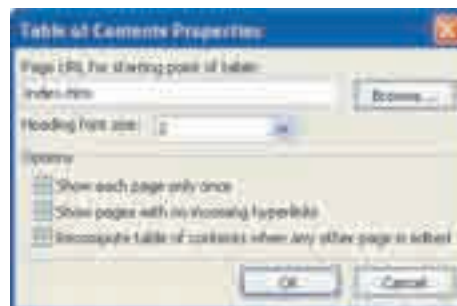 Table of Contents Properties
Page URL for starting point of table:
index.htm
Browse...
Heading font size: 2
Options
Show each page only once
Show pages with no incoming hyperlinks
Recompute table of contents when any other page is edited
OK Cancel